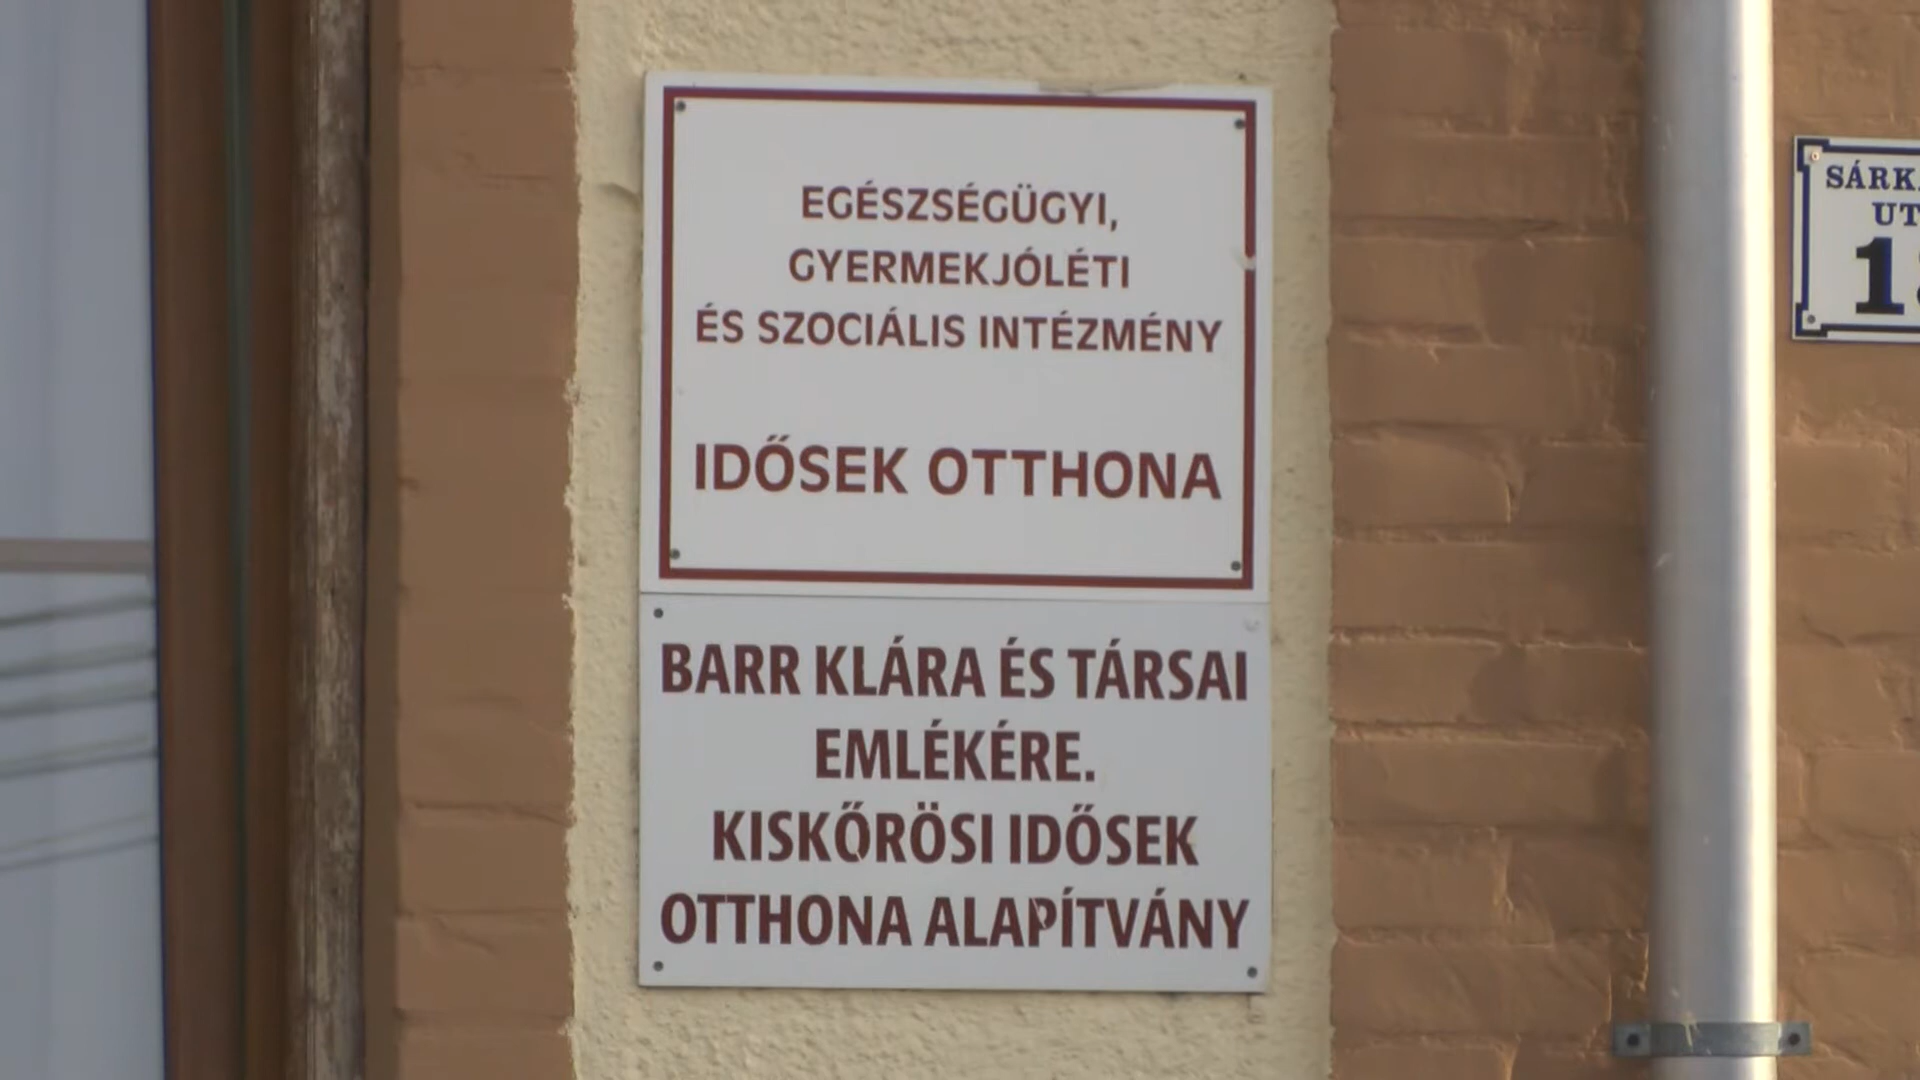 EGÉSZSÉGÜGYI,
GYERMEKJÓLÉTI
ÉS SZOCIÁLIS INTÉZMÉNY
IDŐSEK OTTHONA
BARR KLÁRA ÉS TÁRSAI
EMLÉKÉRE.
KISKŐRÖSI IDŐSEK
OTTHONA ALAPÍTVÁNY